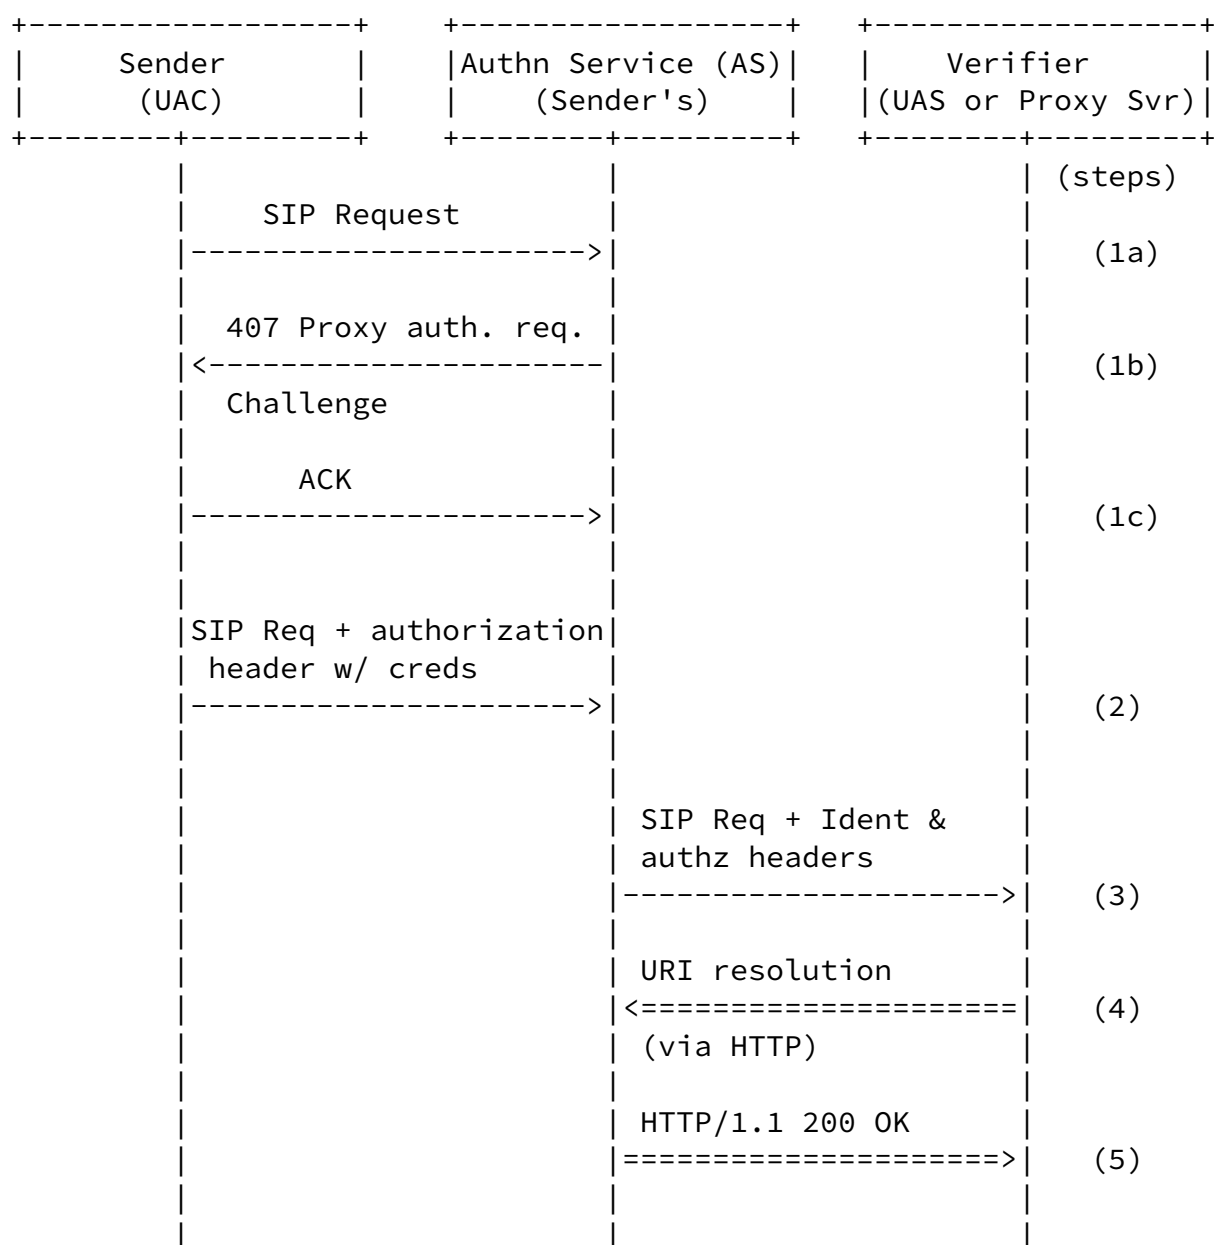 Sender Authn Service (AS) Verifier
(UAC) (Sender's) (UAS or Proxy Svr)
(steps)
SIP Request
(1a)
407 Proxy auth. req.
(1b)
Challenge
ACK
(1c)
SIP Req + authorization
header w/ creds
(2)
SIP Req + Ident &
authz headers
(3)
URI resolution
(4)
(via HTTP)
HTTP/1.1 200 OK
(5)